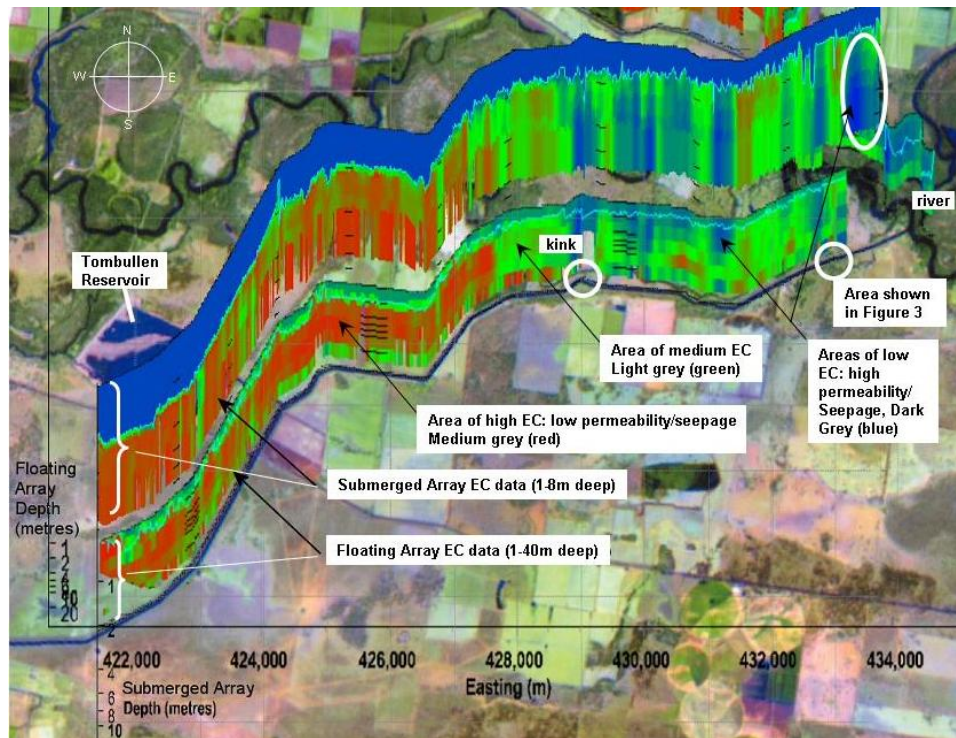 N
W
E
S
Tombullen
Reservoir
kink
river
Area shown
in Figure 3
Area of medium EC
Light grey (green)
Areas of low
EC: high
permeability/
Seepage, Dark
Grey (blue)
Area of high EC: low permeability/seepage
Medium grey (red)
Submerged Array EC data (1-8m deep)
Floating Array EC data (1-40m deep)
Floating
Array
Depth
(metres)
1
2
20
1
2
4
6
8
10
422,000
424,000
426,000
428,000
430,000
432,000
434,000
Submerged Array
Depth (metres)
Easting (m)